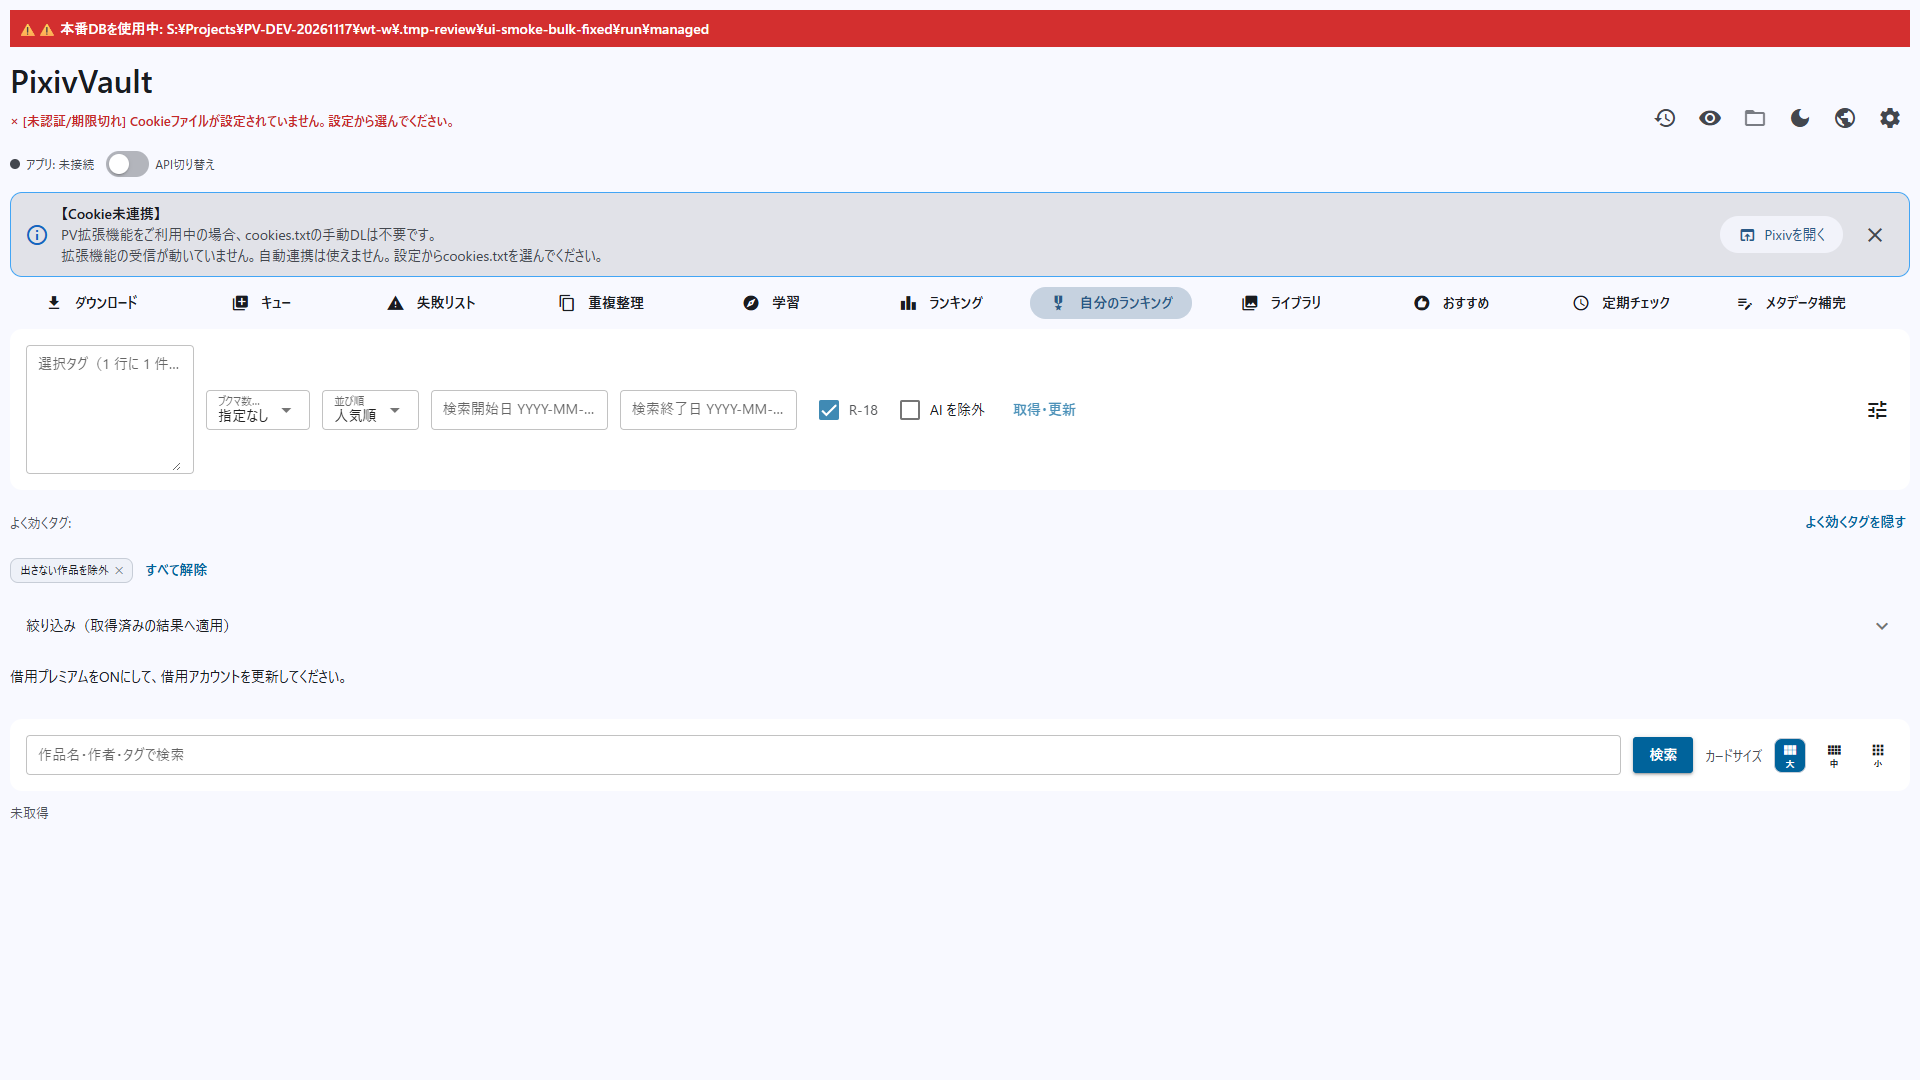 本番DBを使用中: S:¥Projects¥PV-DEV-20261117¥wt-w¥.tmp-review¥ui-smoke-bulk-fixed¥run¥managed
PixivVault
× [未認証/期限切れ] Cookieファイルが設定されていません。設定から選んでください。
アプリ: 未接続
API切り替え
【Cookie未連携】
PV拡張機能をご利用中の場合、cookies.txtの手動DLは不要です。
拡張機能の受信が動いていません。自動連携は使えません。設定からcookies.txtを選んでください。
Pixivを開く
ダウンロード
キュー
失敗リスト
重複整理
学習
ランキング
自分のランキング
ライブラリ
おすすめ
定期チェック
メタデータ補完
選択タグ（1 行に 1 件...
ブクマ数...
指定なし
並び順
人気順
検索開始日 YYYY-MM-...
検索終了日 YYYY-MM-...
R-18
AI を除外
取得・更新
よく効くタグ:
よく効くタグを隠す
出さない作品を除外 ×
すべて解除
絞り込み（取得済みの結果へ適用）
借用プレミアムをONにして、借用アカウントを更新してください。
作品名・作者・タグで検索
検索
カードサイズ
大
中
小
未取得